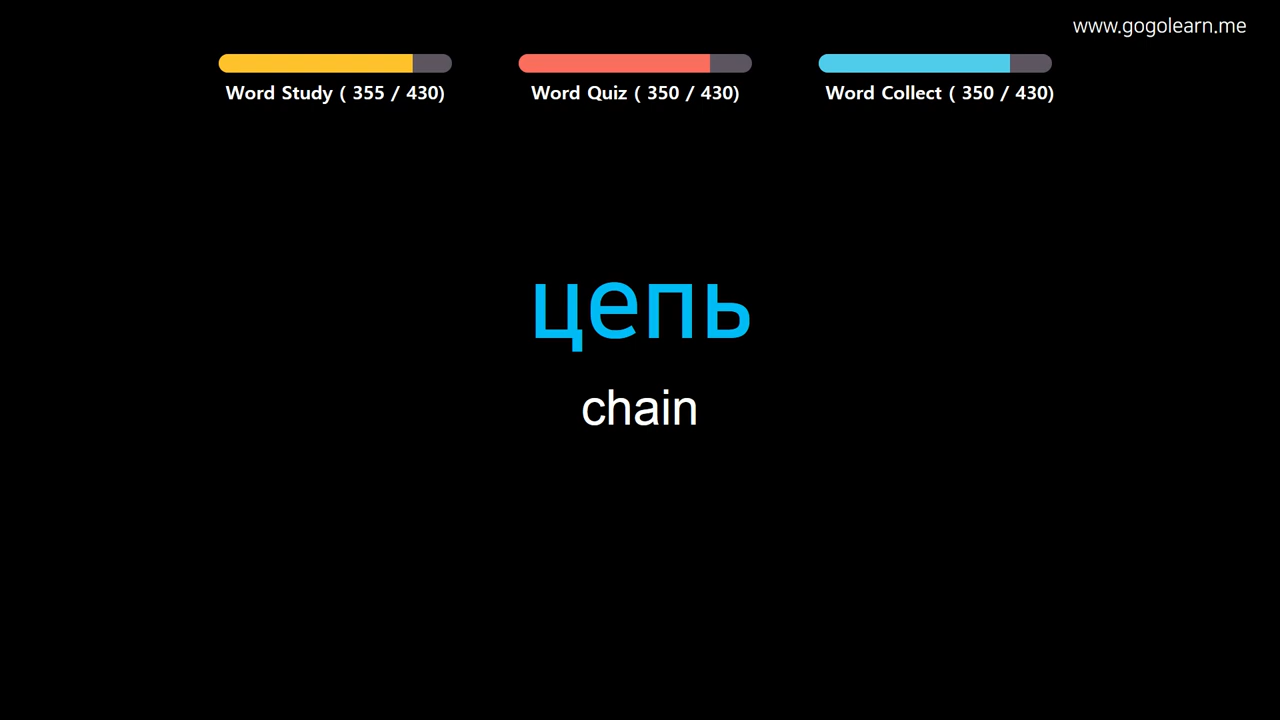 www.gogolearn.me
Word Study ( 355 / 430)
Word Quiz ( 350 / 430)
Word Collect ( 350 / 430)
цепь
chain